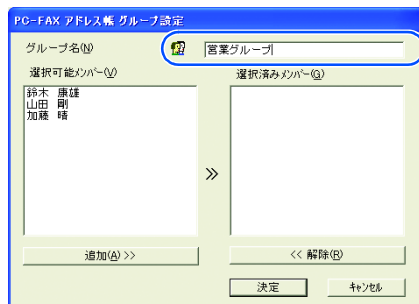 PC-FAX アドレス帳 グループ設定
グループ名(N)
営業グループ
選択可能メンバー(V)
選択済みメンバー(G)
鈴木 康雄
山田 剛
加藤 晴
»
追加(A) >>
<< 解除(R)
決定
キャンセル